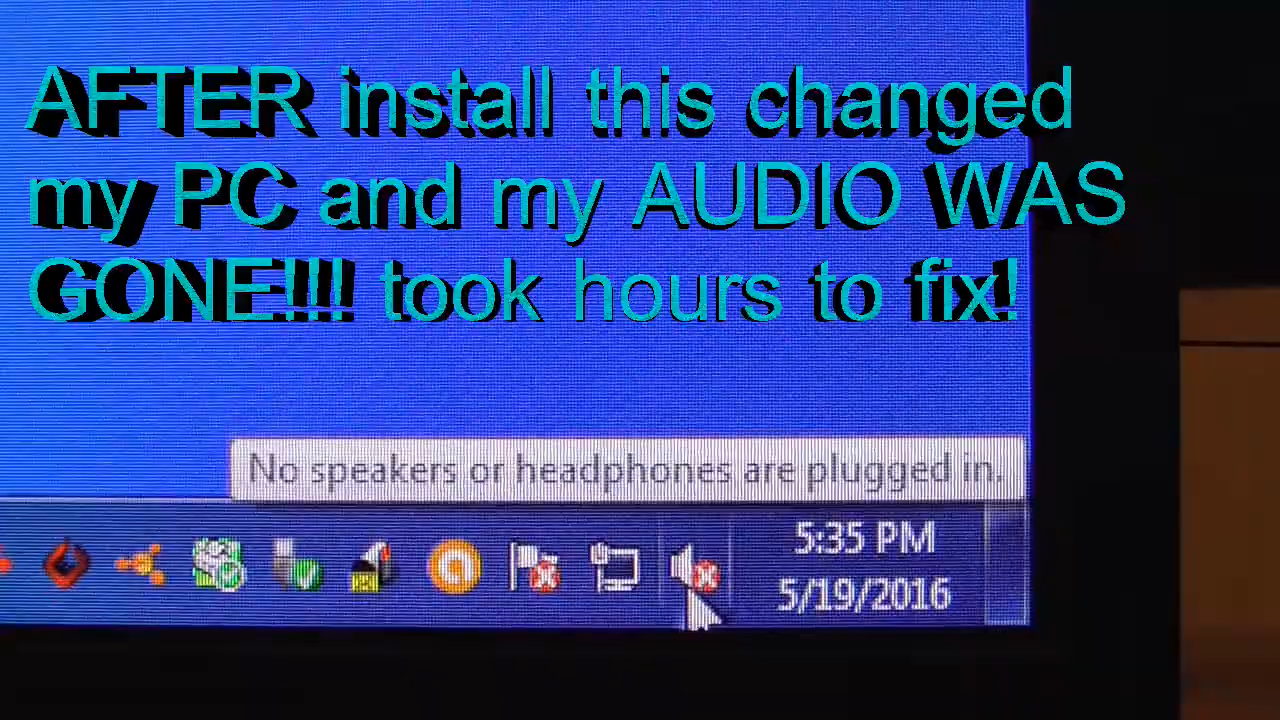 AFTER install this changed
my PC and my AUDIO WAS
GONE!!! took hours to fix!
No speakers or headphones are plugged in.
5:35 PM
5/19/2016